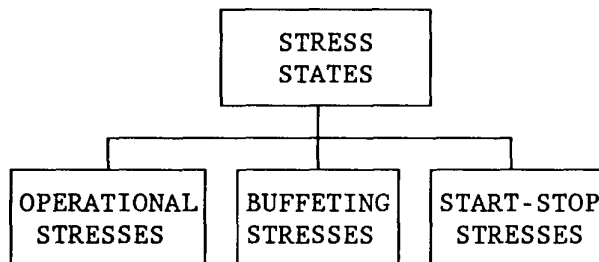 STRESS
STATES
OPERATIONAL
STRESSES
BUFFETING
STRESSES
START-STOP
STRESSES